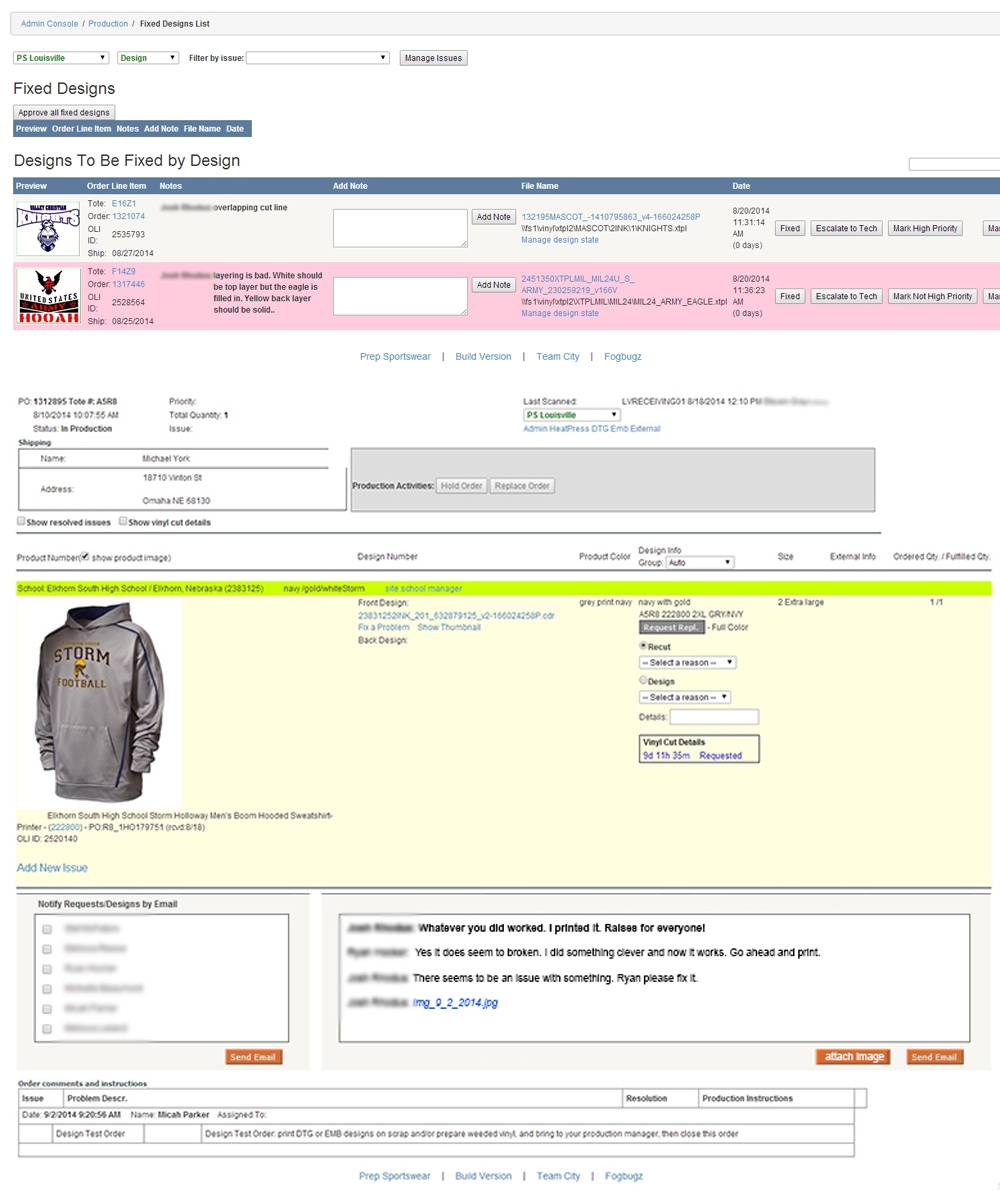 Admin Console / Production / Fixed Designs List
PS Louisville Design Filter by issue: Manage Issues
Fixed Designs
Approve all fixed designs
Preview Order Line Item Notes Add Note File Name Date
Designs To Be Fixed by Design
Preview Order Line Item Notes Add Note File Name Date
VALLEY CHRISTIAN
KNIGHTS
Tote: E16Z1
Order: 1321074
OLI ID: 2535793
Ship: 08/27/2014
overlapping cut line
Add Note
132195MASCOT_-1410795863_v4-166024258P
\\fs1\vinyl\xtpl2\MASCOT\2INK\1\KNIGHTS.xtpl
Manage design state
8/20/2014
11:31:14
AM
(0 days)
Fixed Escalate to Tech Mark High Priority
UNITED STATES
ARMY
HOOAH
Tote: F14Z9
Order: 1317446
OLI ID: 2528564
Ship: 08/25/2014
layering is bad. White should
be top layer but the eagle is
filled in. Yellow back layer
should be solid..
Add Note
2451350XTPLMIL_MIL24U_S_
ARMY_230259219_v166V
\\fs1\vinyl\xtpl2\XTPLMIL\MIL24\MIL24_ARMY_EAGLE.xtpl
Manage design state
8/20/2014
11:36:23
AM
(0 days)
Fixed Escalate to Tech Mark Not High Priority
Prep Sportswear | Build Version | Team City | Fogbugz
PO: 1312895 Tote #: A5R8 Priority: Last Scanned: LVRECEIVING01 8/18/2014 12:10 PM
8/10/2014 10:07:55 AM Total Quantity: 1 PS Louisville
Status: In Production Issue: Admin HeatPress DTG Emb External
Shipping
Name: Michael York
Address: 18710 Vinton St
Omaha NE 68130
Production Activities: Hold Order Replace Order
Show resolved issues Show vinyl cut details
Product Number( show product image) Design Number Product Color Design Info Group: Auto Size External Info Ordered Qty. / Fulfilled Qty.
School: Elkhorn South High School / Elkhorn, Nebraska (2383125) navy /gold/whiteStorm site school manager
STORM
FOOTBALL
Front Design:
23831252INK_201_632879125_v2-166024258P.cdr
Fix a Problem Show Thumbnail
Back Design:
grey print navy
navy with gold
A5R8 222800 2XL GRY/NVY
Request Repl. - Full Color
Recut
-- Select a reason --
Design
-- Select a reason --
Details:
Vinyl Cut Details
9d 11h 35m Requested
2 Extra large
1 /1
Elkhorn South High School Storm Holloway Men's Boom Hooded Sweatshirt-
Printer - (222800) - PO:R8_1HO179751 (rcvd:8/18)
OLI ID: 2520140
Add New Issue
Notify Requests/Designs by Email
Send Email
Whatever you did worked. I printed it. Raises for everyone!
Yes it does seem to broken. I did something clever and now it works. Go ahead and print.
There seems to be an issue with something. Ryan please fix it.
img_9_2_2014.jpg
attach image Send Email
Order comments and instructions
Issue Problem Descr. Resolution Production Instructions
Date: 9/2/2014 9:20:56 AM Name: Micah Parker Assigned To:
Design Test Order Design Test Order: print DTG or EMB designs on scrap and/or prepare weeded vinyl, and bring to your production manager, then close this order
Prep Sportswear | Build Version | Team City | Fogbugz